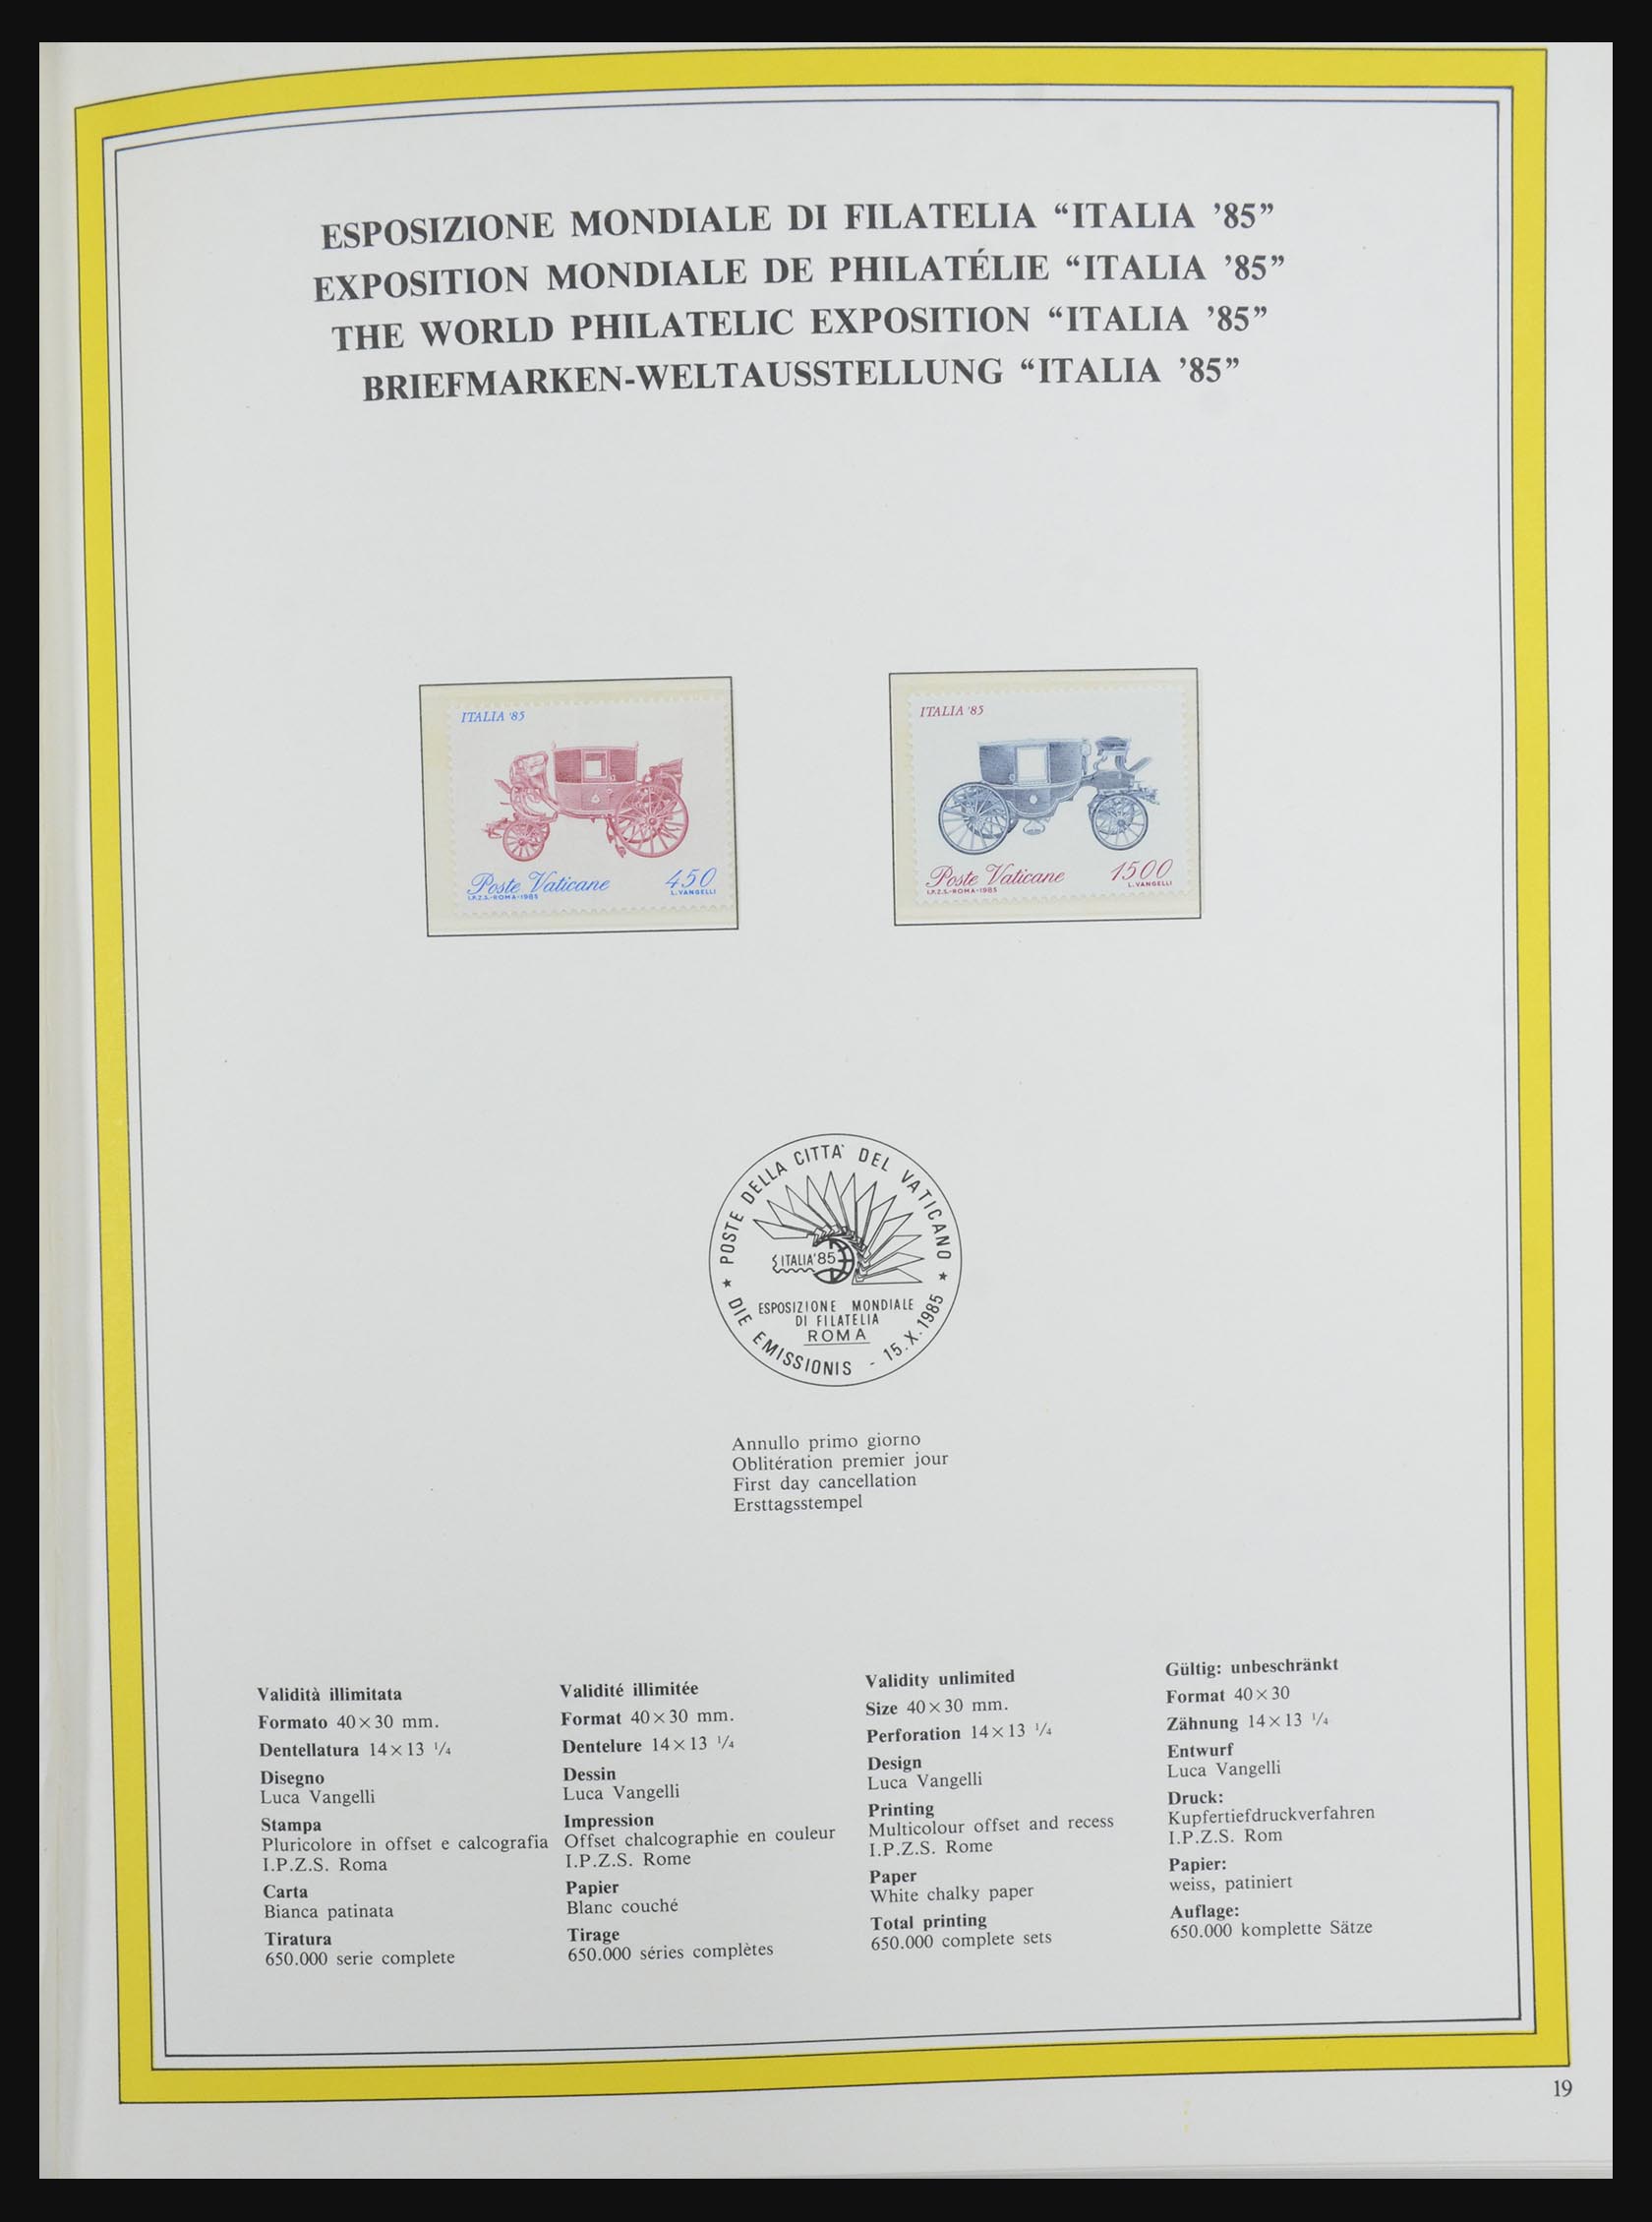 ESPOSIZIONE MONDIALE DI FILATELIA “ITALIA ’85”
EXPOSITION MONDIALE DE PHILATÉLIE “ITALIA ’85”
THE WORLD PHILATELIC EXPOSITION “ITALIA ’85”
BRIEFMARKEN-WELTAUSSTELLUNG “ITALIA ’85”
ITALIA '85
Poste Vaticane 450
I.P.Z.S.-ROMA-1985 L. VANGELLI
ITALIA '85
Poste Vaticane 1500
I.P.Z.S.-ROMA-1985 L. VANGELLI
★ POSTE DELLA CITTA' DEL VATICANO ★
ITALIA'85
ESPOSIZIONE MONDIALE
DI FILATELIA
ROMA
DIE EMISSIONIS - 15.X.1985
Annullo primo giorno
Oblitération premier jour
First day cancellation
Ersttagsstempel
Validità illimitata
Formato 40×30 mm.
Dentellatura 14×13 1/4
Disegno
Luca Vangelli
Stampa
Pluricolore in offset e calcografia
I.P.Z.S. Roma
Carta
Bianca patinata
Tiratura
650.000 serie complete
Validité illimitée
Format 40×30 mm.
Dentelure 14×13 1/4
Dessin
Luca Vangelli
Impression
Offset chalcographie en couleur
I.P.Z.S. Rome
Papier
Blanc couché
Tirage
650.000 séries complètes
Validity unlimited
Size 40×30 mm.
Perforation 14×13 1/4
Design
Luca Vangelli
Printing
Multicolour offset and recess
I.P.Z.S. Rome
Paper
White chalky paper
Total printing
650.000 complete sets
Gültig: unbeschränkt
Format 40×30
Zähnung 14×13 1/4
Entwurf
Luca Vangelli
Druck:
Kupfertiefdruckverfahren
I.P.Z.S. Rom
Papier:
weiss, patiniert
Auflage:
650.000 komplette Sätze
19